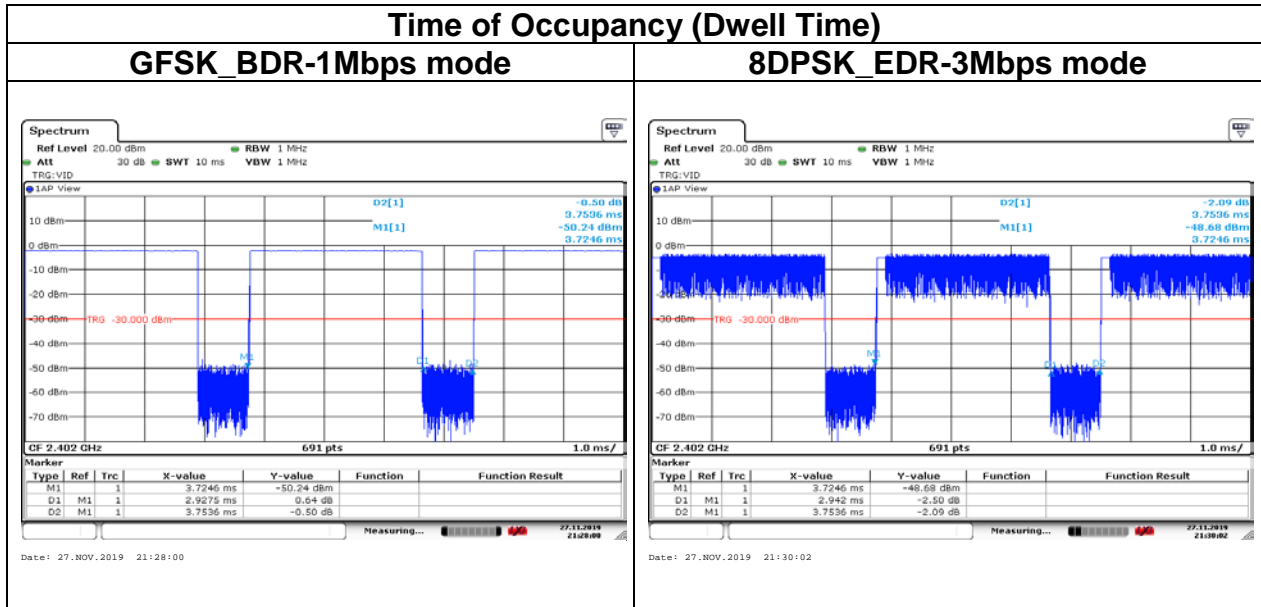 Time of Occupancy (Dwell Time)
GFSK_BDR-1Mbps mode
8DPSK_EDR-3Mbps mode
Spectrum
Ref Level 20.00 dBm RBW 1 MHz
Att 30 dB SWT 10 ms VBW 1 MHz
TRG:VID
1AP View
D2[1] -0.50 dB
3.7536 ms
10 dBm
M1[1] -50.24 dBm
3.7246 ms
0 dBm
-10 dBm
-20 dBm
-30 dBm TRG -30.000 dBm
-40 dBm
M1
D1 D2
-50 dBm
-60 dBm
-70 dBm
CF 2.402 GHz 691 pts 1.0 ms/
Marker
Type Ref Trc X-value Y-value Function Function Result
M1 1 3.7246 ms -50.24 dBm
D1 M1 1 2.9275 ms 0.64 dB
D2 M1 1 3.7536 ms -0.50 dB
Measuring... 27.11.2019
21:28:00
Date: 27.NOV.2019 21:28:00
Spectrum
Ref Level 20.00 dBm RBW 1 MHz
Att 30 dB SWT 10 ms VBW 1 MHz
TRG:VID
1AP View
D2[1] -2.09 dB
3.7536 ms
10 dBm
M1[1] -48.68 dBm
3.7246 ms
0 dBm
-20 dBm
-30 dBm TRG -30.000 dBm
-40 dBm
M1
D1 D2
-50 dBm
-60 dBm
-70 dBm
CF 2.402 GHz 691 pts 1.0 ms/
Marker
Type Ref Trc X-value Y-value Function Function Result
M1 1 3.7246 ms -48.68 dBm
D1 M1 1 2.942 ms -2.50 dB
D2 M1 1 3.7536 ms -2.09 dB
Measuring... 27.11.2019
21:30:02
Date: 27.NOV.2019 21:30:02